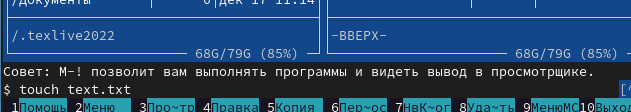 /Документы 0 дек 17 11:14
/.texlive2022 -ВВЕРХ-
68G/79G (85%) 68G/79G (85%)
Совет: M-! позволит вам выполнять программы и видеть вывод в просмотрщике.
$ touch text.txt [^
1Помощь 2Меню 3Про~тр 4Правка 5Копия 6Пер~ос 7НвК~ог 8Уда~ть 9МенюMC 10Выход